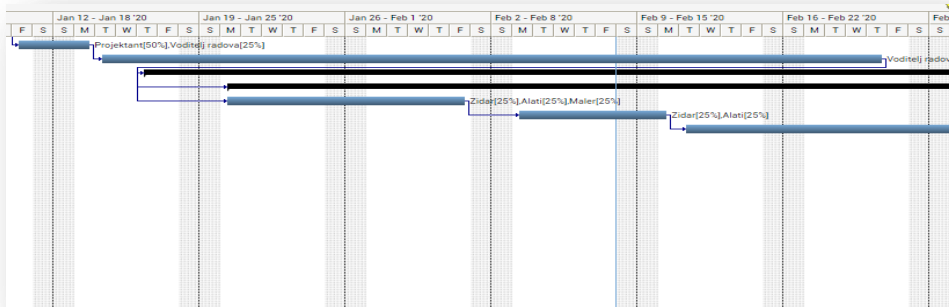 Jan 12 - Jan 18 '20 Jan 19 - Jan 25 '20 Jan 26 - Feb 1 '20 Feb 2 - Feb 8 '20 Feb 9 - Feb 15 '20 Feb 16 - Feb 22 '20 Feb
F S S M T W T F S S M T W T F S S M T W T F S S M T W T F S S M T W T F S S M T W T F S S
Projektant[50%],Voditelj radova[25%]
Voditelj radov
Zidar[25%],Alati[25%],Maler[25%]
Zidar[25%],Alati[25%]